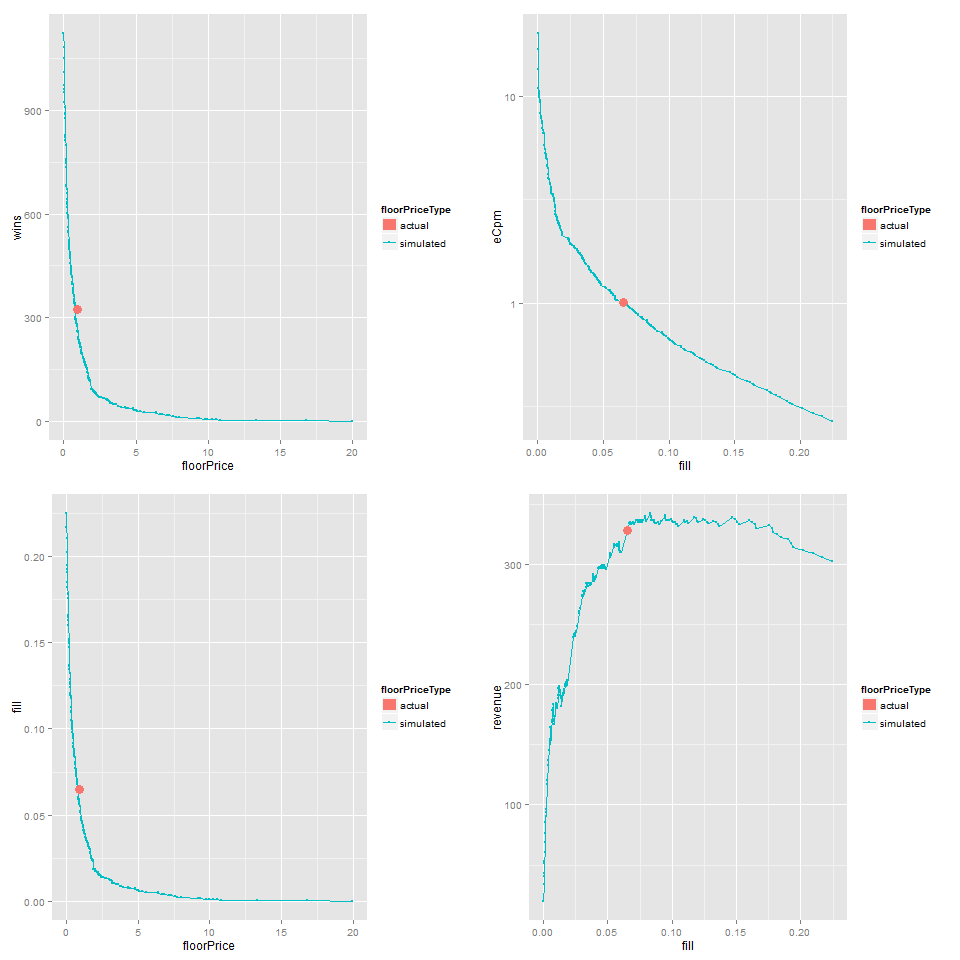 900
600
300
0
wins
0 5 10 15 20
floorPrice
floorPriceType
actual
simulated
10
1
eCpm
0.00 0.05 0.10 0.15 0.20
fill
floorPriceType
actual
simulated
0.20
0.15
0.10
0.05
0.00
fill
0 5 10 15 20
floorPrice
floorPriceType
actual
simulated
300
200
100
revenue
0.00 0.05 0.10 0.15 0.20
fill
floorPriceType
actual
simulated